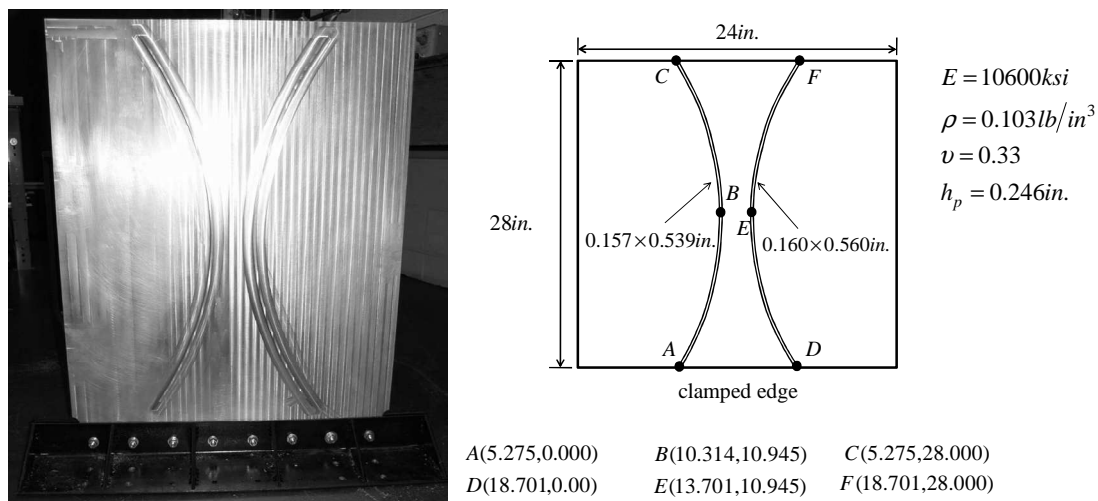 24in.
C
F
E = 10600ksi
ρ = 0.103lb/in³
υ = 0.33
hₚ = 0.246in.
28in.
B
E
0.157×0.539in.
0.160×0.560in.
A
D
clamped edge
A(5.275,0.000) B(10.314,10.945) C(5.275,28.000)
D(18.701,0.00) E(13.701,10.945) F(18.701,28.000)